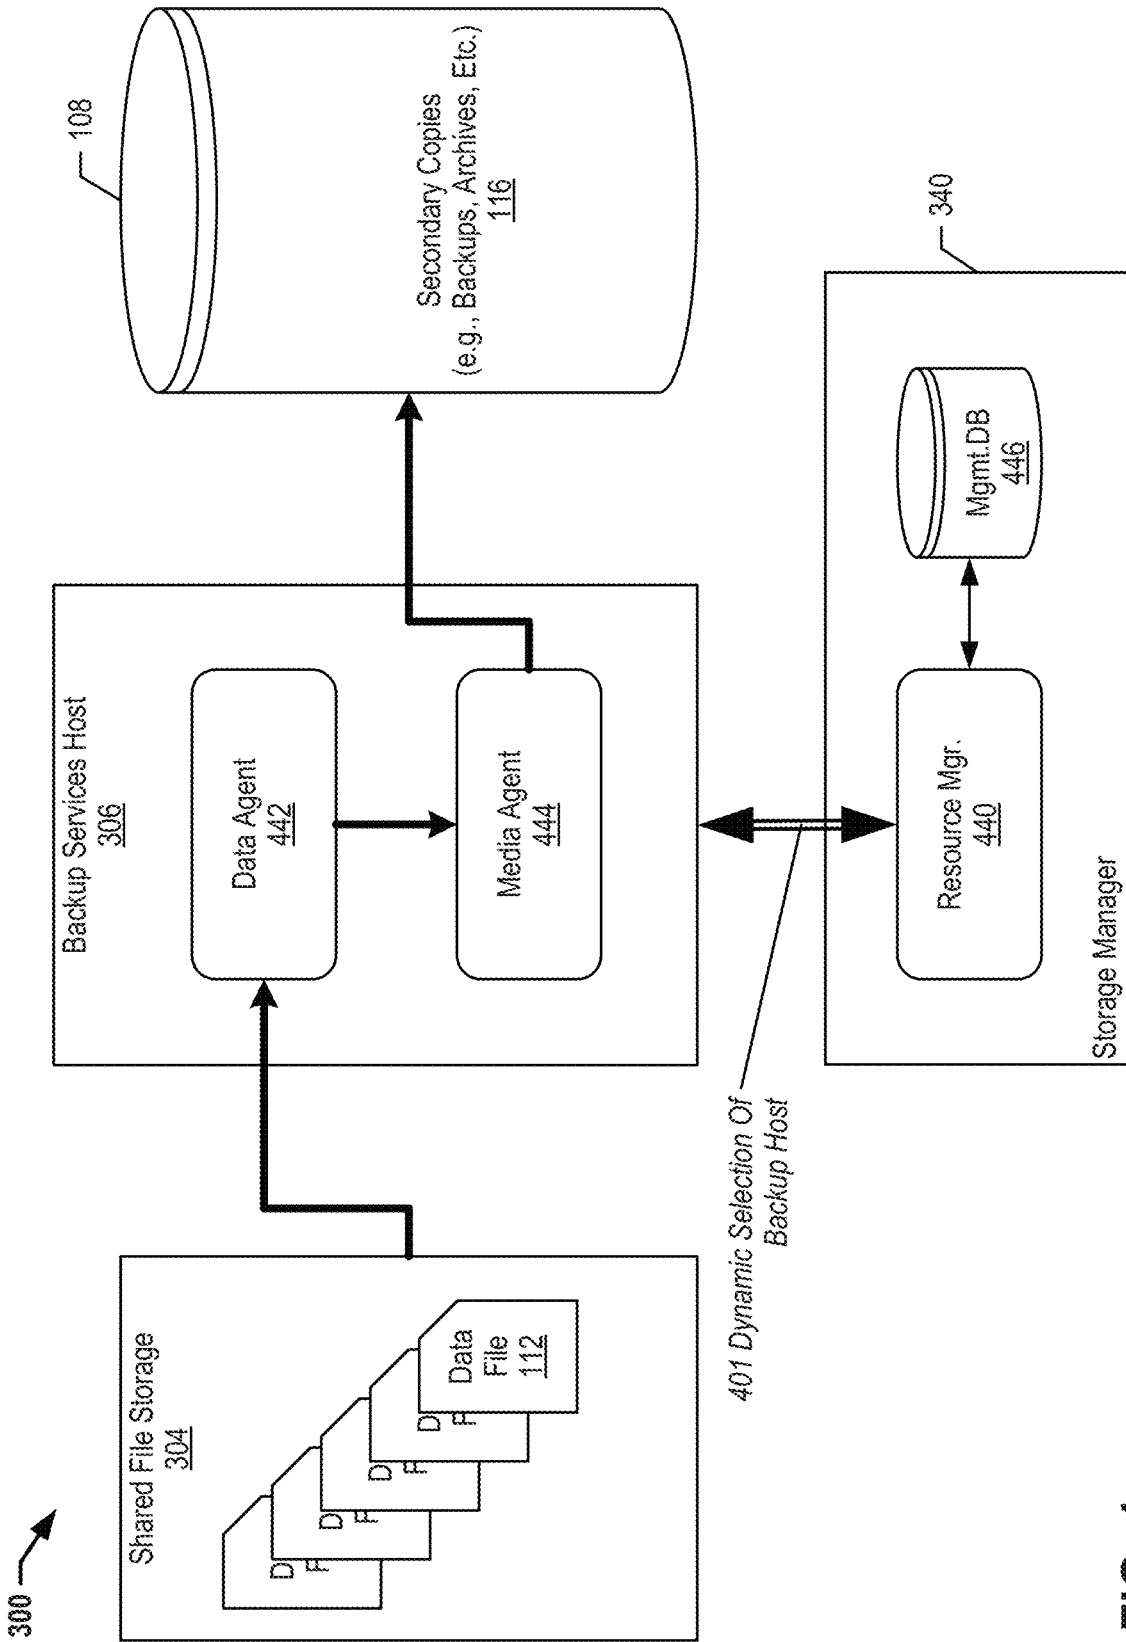 300
Shared File Storage
304
D
F
D
F
D
F
D
F
Data
File
112
Backup Services Host
306
Data Agent
442
Media Agent
444
108
Secondary Copies
(e.g., Backups, Archives, Etc.)
116
401 Dynamic Selection Of
Backup Host
340
Resource Mgr.
440
Mgmt.DB
446
Storage Manager